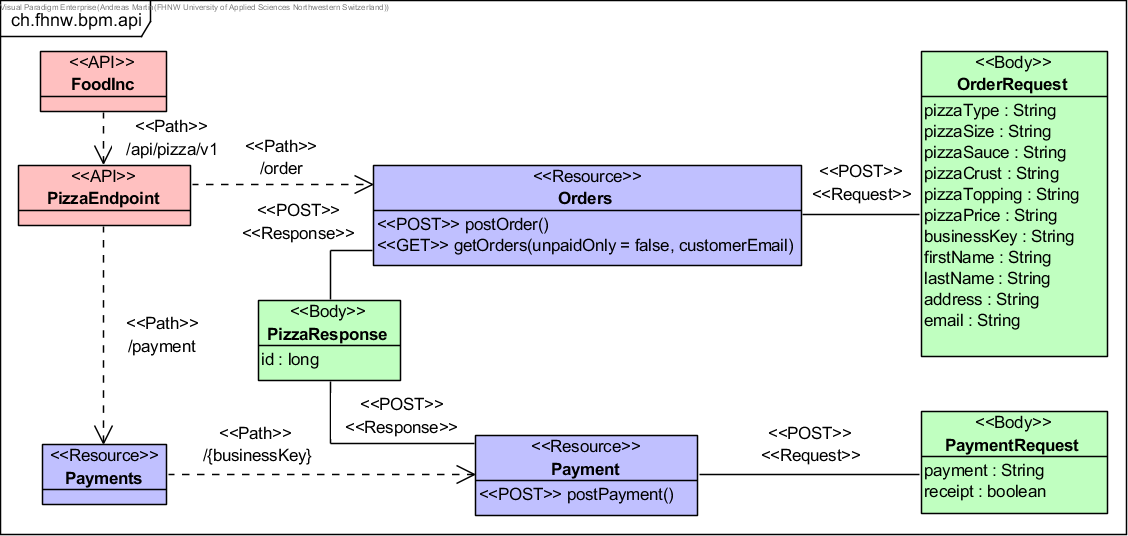 Visual Paradigm Enterprise(Andreas Martin(FHNW University of Applied Sciences Northwestern Switzerland))
ch.fhnw.bpm.api
<<API>>
FoodInc
<<Path>>
/api/pizza/v1
<<API>>
PizzaEndpoint
<<Path>>
/order
<<Resource>>
Orders
<<POST>> postOrder()
<<GET>> getOrders(unpaidOnly = false, customerEmail)
<<POST>>
<<Request>>
<<Body>>
OrderRequest
pizzaType : String
pizzaSize : String
pizzaSauce : String
pizzaCrust : String
pizzaTopping : String
pizzaPrice : String
businessKey : String
firstName : String
lastName : String
address : String
email : String
<<POST>>
<<Response>>
<<Body>>
PizzaResponse
id : long
<<Path>>
/payment
<<POST>>
<<Response>>
<<Resource>>
Payments
<<Path>>
/{businessKey}
<<Resource>>
Payment
<<POST>> postPayment()
<<POST>>
<<Request>>
<<Body>>
PaymentRequest
payment : String
receipt : boolean